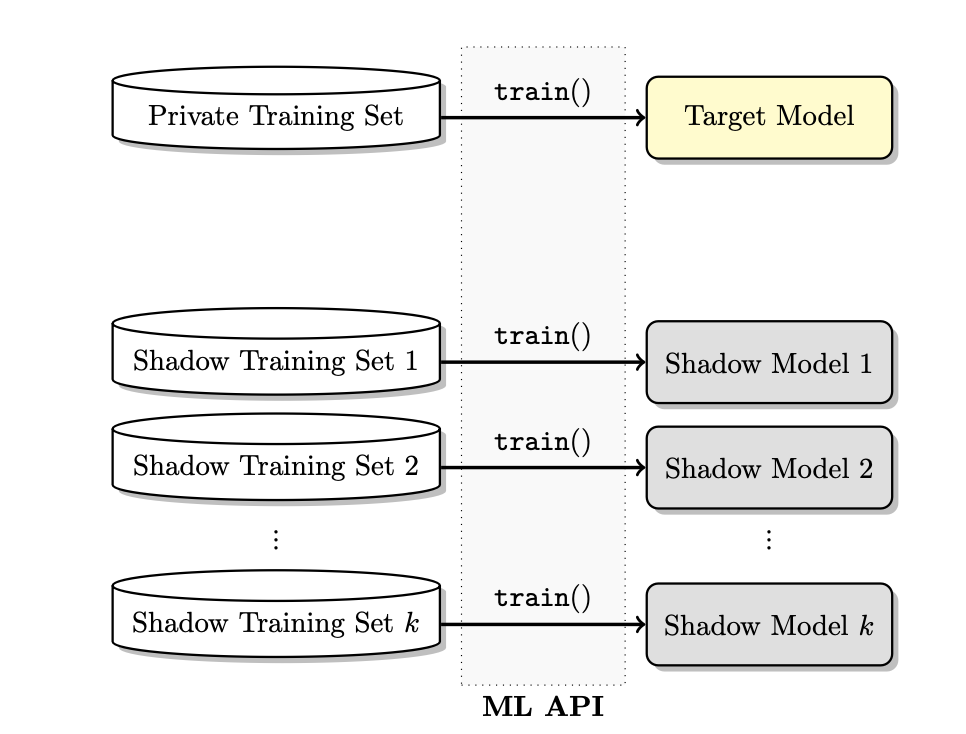 Private Training Set
train()
Target Model
Shadow Training Set 1
train()
Shadow Model 1
Shadow Training Set 2
train()
Shadow Model 2
⋮
⋮
Shadow Training Set k
train()
Shadow Model k
ML API